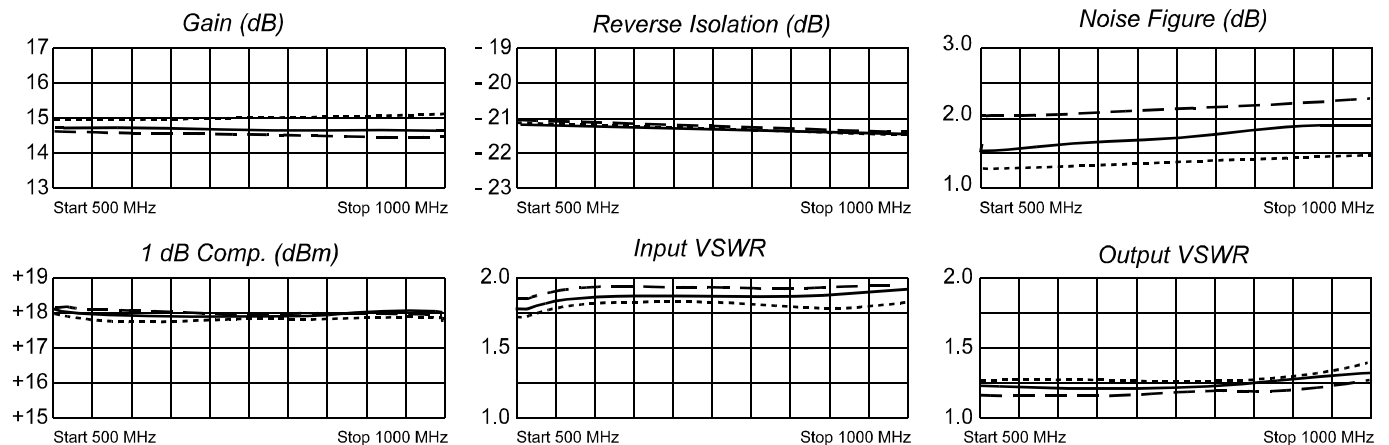 Gain (dB)
17
16
15
14
13
Start 500 MHz
Stop 1000 MHz
Reverse Isolation (dB)
- 19
- 20
- 21
- 22
- 23
Start 500 MHz
Stop 1000 MHz
Noise Figure (dB)
3.0
2.0
1.0
Start 500 MHz
Stop 1000 MHz
1 dB Comp. (dBm)
+19
+18
+17
+16
+15
Start 500 MHz
Stop 1000 MHz
Input VSWR
2.0
1.5
1.0
Start 500 MHz
Stop 1000 MHz
Output VSWR
2.0
1.5
1.0
Start 500 MHz
Stop 1000 MHz